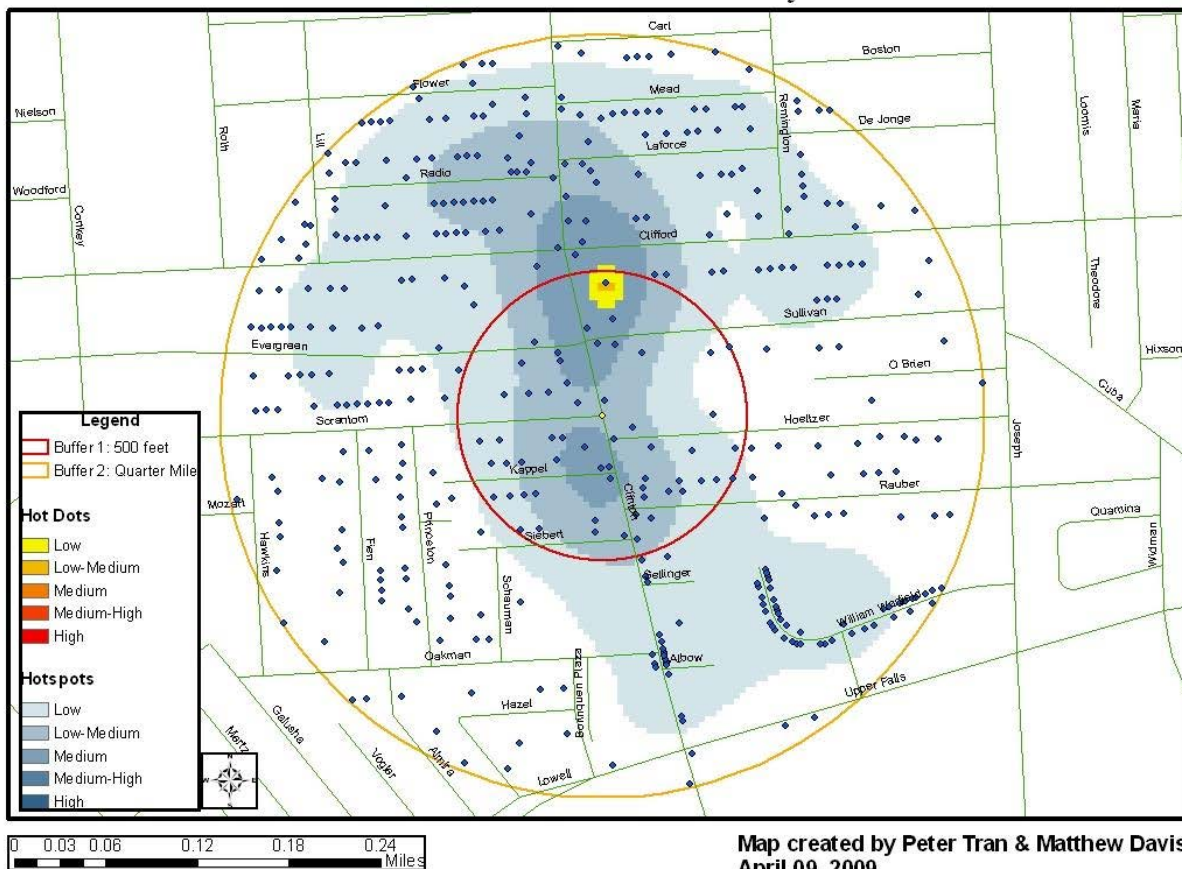 Carl
Boston
Flower
Mead
Nielson
Roth
Lill
Remington
Loomis
Maria
De Jonge
Laforce
Radio
Woodford
Conkey
Clifford
Theodore
Sullivan
Evergreen
Hixson
O Brien
Cuba
Scrantom
Hoeltzer
Joseph
Kappel
Clinton
Rauber
Mozart
Quamina
Hawkins
Fien
Princeton
Siebert
Widman
Schauman
Sellinger
William Warfield
Oakman
Borinquen Plaza
Albow
Upper Falls
Hazel
Galusha
Mertz
Vogler
Almira
Lowell
Legend
Buffer 1: 500 feet
Buffer 2: Quarter Mile
Hot Dots
Low
Low-Medium
Medium
Medium-High
High
Hotspots
Low
Low-Medium
Medium
Medium-High
High
0 0.03 0.06 0.12 0.18 0.24
Miles
Map created by Peter Tran & Matthew Davis
April 09, 2009